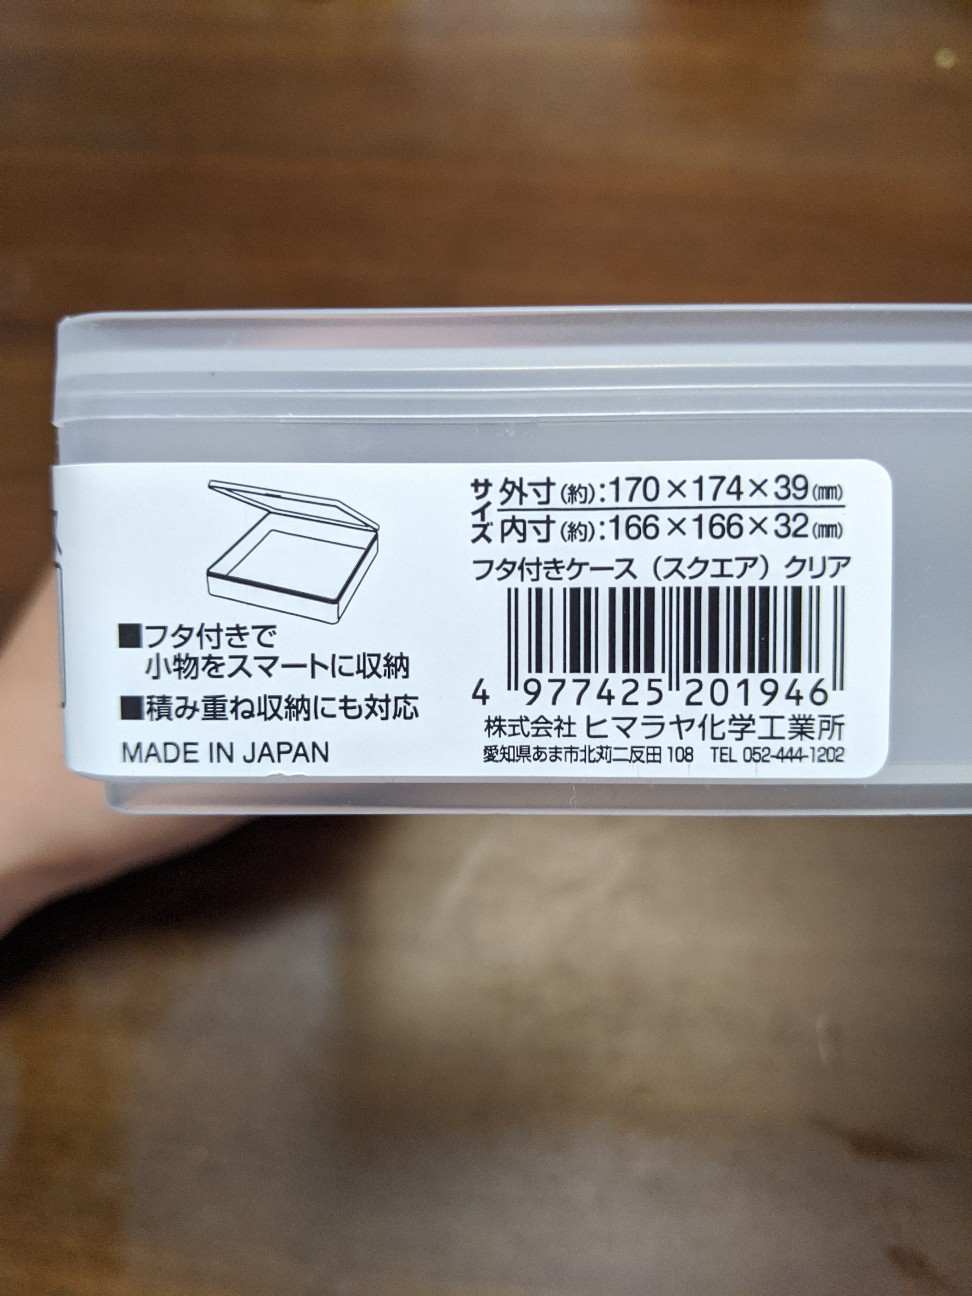 ■フタ付きで
小物をスマートに収納
■積み重ね収納にも対応
MADE IN JAPAN
サイズ
外寸(約):170×174×39(㎜)
内寸(約):166×166×32(㎜)
フタ付きケース（スクエア）クリア
4 977425 201946
株式会社 ヒマラヤ化学工業所
愛知県あま市北苅二反田 108 TEL 052-444-1202